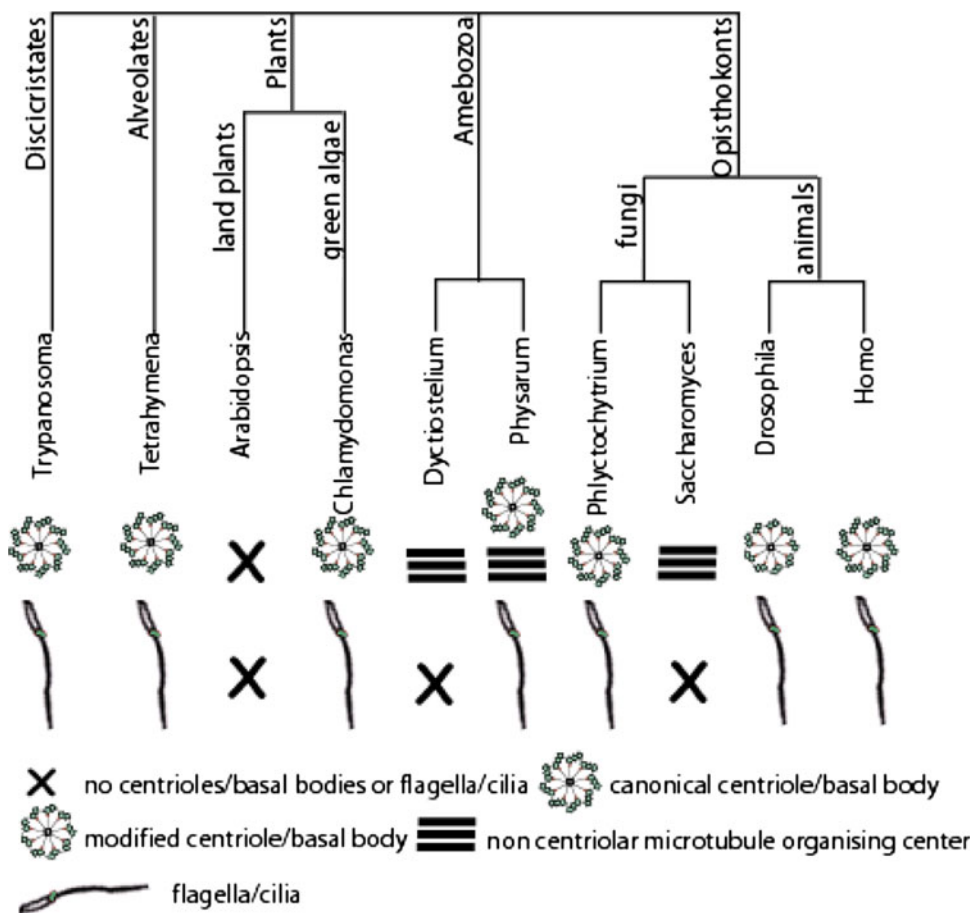 Discicristates
Alveolates
Plants
Amebozoa
Opisthokonts
land plants
green algae
fungi
animals
Trypanosoma
Tetrahymena
Arabidopsis
Chlamydomonas
Dyctiostelium
Physarum
Phlyctochytrium
Saccharomyces
Drosophila
Homo
no centrioles/basal bodies or flagella/cilia
canonical centriole/basal body
modified centriole/basal body
non centriolar microtubule organising center
flagella/cilia